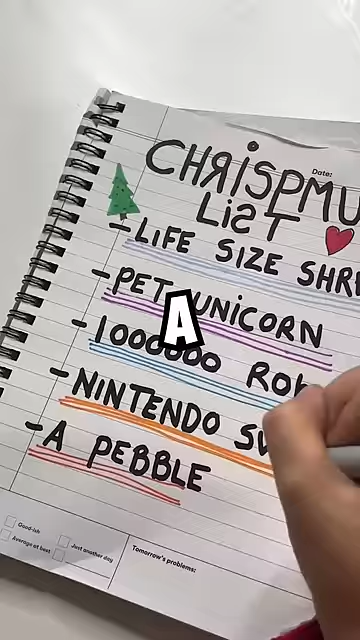 Date:
CHRISPMU
LiST
-LIFE SIZE SHR
-PET UNICORN
A
-1000000 Ro
-NINTENDO SW
-A PEBBLE
Good-ish
Average at best
Just another day
Tomorrow's problems: